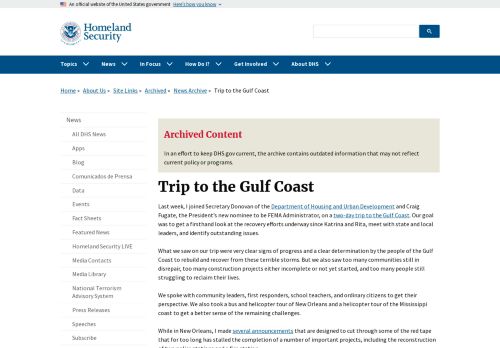 An official website of the United States government Here's how you know
Homeland
Security
Topics News In Focus How Do I? Get Involved About DHS
Home » About Us » Site Links » Archived » News Archive » Trip to the Gulf Coast
News
All DHS News
Apps
Blog
Comunicados de Prensa
Data
Events
Fact Sheets
Featured News
Homeland Security LIVE
Media Contacts
Media Library
National Terrorism
Advisory System
Press Releases
Speeches
Subscribe
Archived Content
In an effort to keep DHS.gov current, the archive contains outdated information that may not reflect
current policy or programs.
Trip to the Gulf Coast
Last week, I joined Secretary Donovan of the Department of Housing and Urban Development and Craig
Fugate, the President's new nominee to be FEMA Administrator, on a two-day trip to the Gulf Coast. Our goal
was to get a firsthand look at the recovery efforts underway since Katrina and Rita, meet with state and local
leaders, and identify outstanding issues.
What we saw on our trip were very clear signs of progress and a clear determination by the people of the Gulf
Coast to rebuild and recover from these terrible storms. But we also saw too many communities still in
disrepair, too many construction projects either incomplete or not yet started, and too many people still
struggling to reclaim their lives.
We spoke with community leaders, first responders, school teachers, and ordinary citizens to get their
perspective. We also took a bus and helicopter tour of New Orleans and a helicopter tour of the Mississippi
coast to get a better sense of the remaining challenges.
While in New Orleans, I made several announcements that are designed to cut through some of the red tape
that for too long has stalled the completion of a number of important projects, including the reconstruction